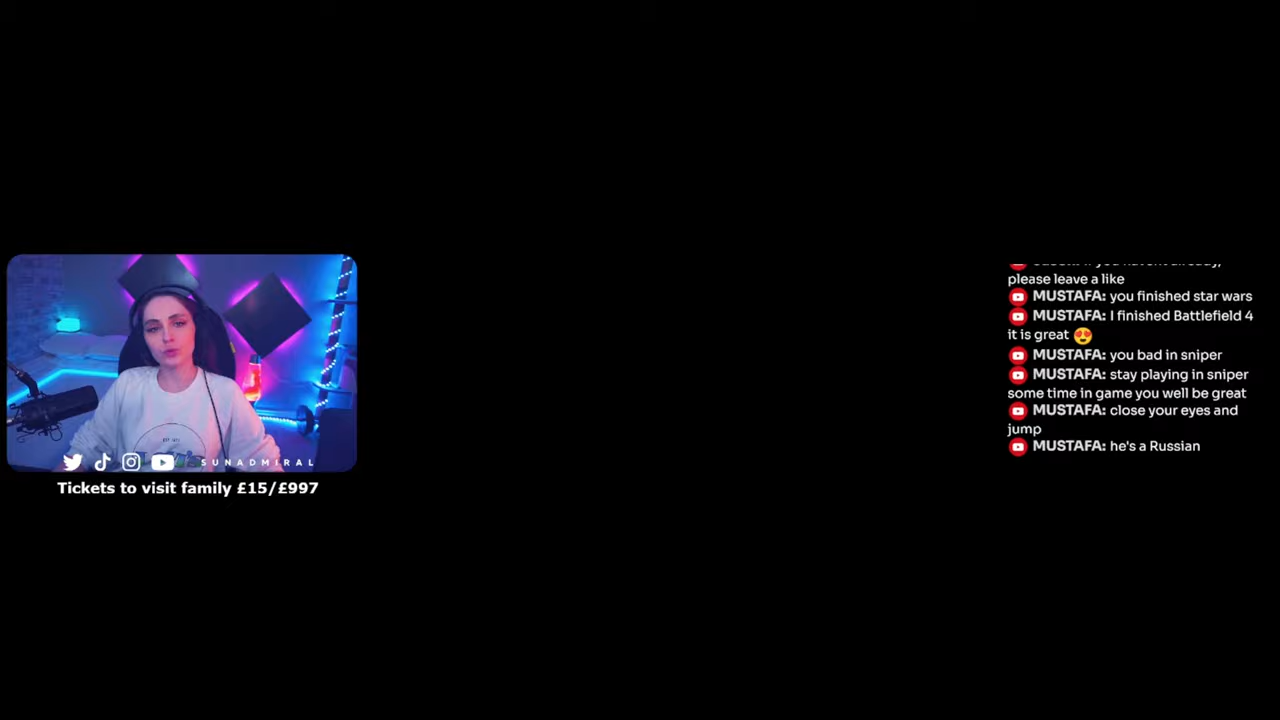 SUNADMIRAL
Tickets to visit family £15/£997
please leave a like
MUSTAFA: you finished star wars
MUSTAFA: I finished Battlefield 4
it is great 😍
MUSTAFA: you bad in sniper
MUSTAFA: stay playing in sniper
some time in game you well be great
MUSTAFA: close your eyes and
jump
MUSTAFA: he's a Russian